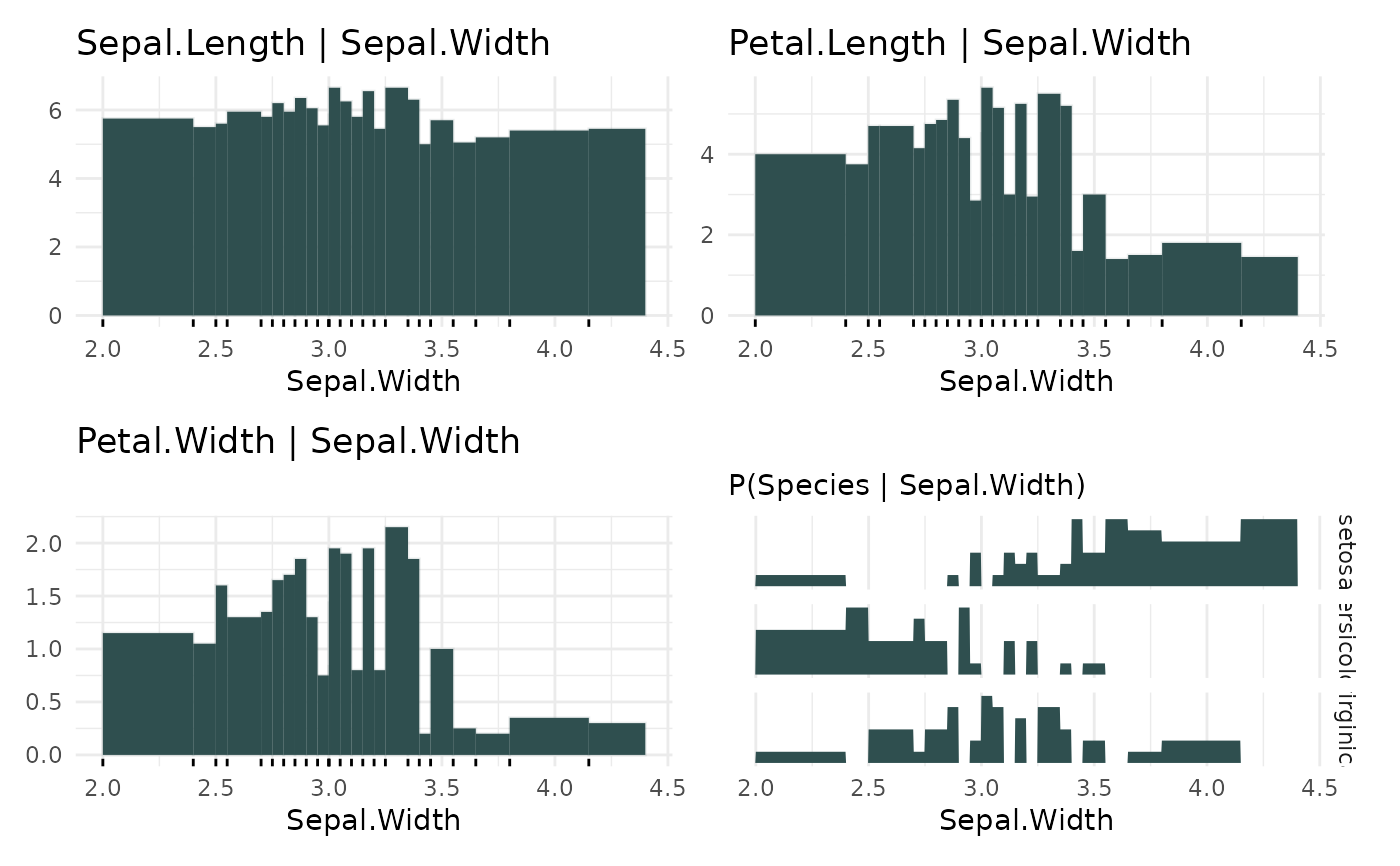 Sepal.Length | Sepal.Width
6
4
2
0
2.0 2.5 3.0 3.5 4.0 4.5
Sepal.Width
Petal.Length | Sepal.Width
4
2
0
2.0 2.5 3.0 3.5 4.0 4.5
Sepal.Width
Petal.Width | Sepal.Width
2.0
1.5
1.0
0.5
0.0
2.0 2.5 3.0 3.5 4.0 4.5
Sepal.Width
P(Species | Sepal.Width)
setosa
2.0 2.5 3.0 3.5 4.0 4.5
Sepal.Width